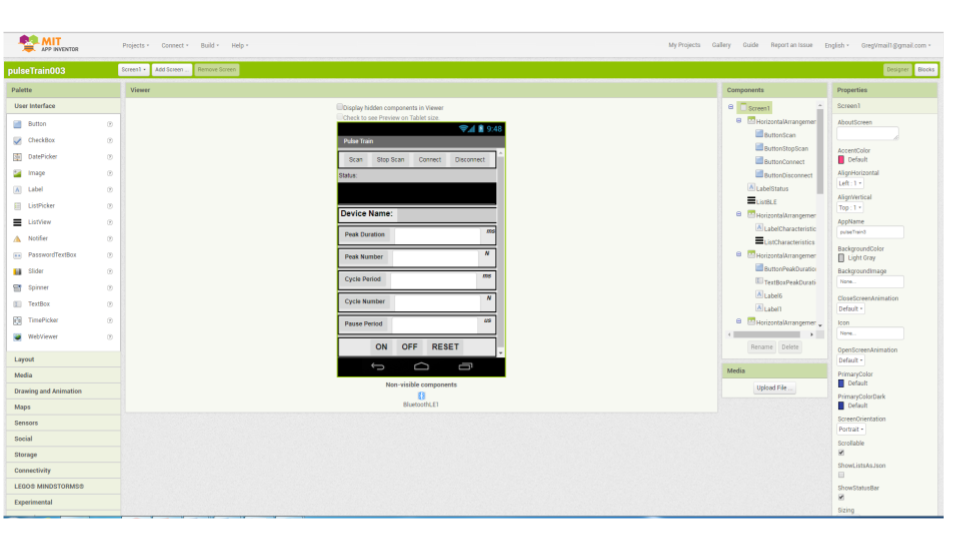 MIT
APP INVENTOR
Projects Connect Build Help
My Projects Gallery Guide Report an Issue English GregVmail1@gmail.com
pulseTrain003
Screen1 Add Screen ... Remove Screen
Designer Blocks
Palette
User Interface
Button
CheckBox
DatePicker
Image
Label
ListPicker
ListView
Notifier
PasswordTextBox
Slider
Spinner
TextBox
TimePicker
WebViewer
Layout
Media
Drawing and Animation
Maps
Sensors
Social
Storage
Connectivity
LEGO® MINDSTORMS®
Experimental
Viewer
Display hidden components in Viewer
Check to see Preview on Tablet size.
9:48
Pulse Train
Scan Stop Scan Connect Disconnect
Status:
Device Name:
Peak Duration ms
Peak Number N
Cycle Period ms
Cycle Number N
Pause Period us
ON OFF RESET
Non-visible components
BluetoothLE1
Components
Screen1
HorizontalArrangemer
ButtonScan
ButtonStopScan
ButtonConnect
ButtonDisconnect
LabelStatus
ListBLE
HorizontalArrangemer
LabelCharacteristic
ListCharacteristics
HorizontalArrangemer
ButtonPeakDuratio
TextBoxPeakDurati
Label6
Label1
HorizontalArrangemer
Rename Delete
Media
Upload File ...
Properties
Screen1
AboutScreen
AccentColor
Default
AlignHorizontal
Left : 1
AlignVertical
Top : 1
AppName
BackgroundColor
Light Gray
BackgroundImage
None...
CloseScreenAnimation
Default
Icon
None...
OpenScreenAnimation
Default
PrimaryColor
Default
PrimaryColorDark
Default
ScreenOrientation
Portrait
Scrollable
ShowListsAsJson
ShowStatusBar
Sizing